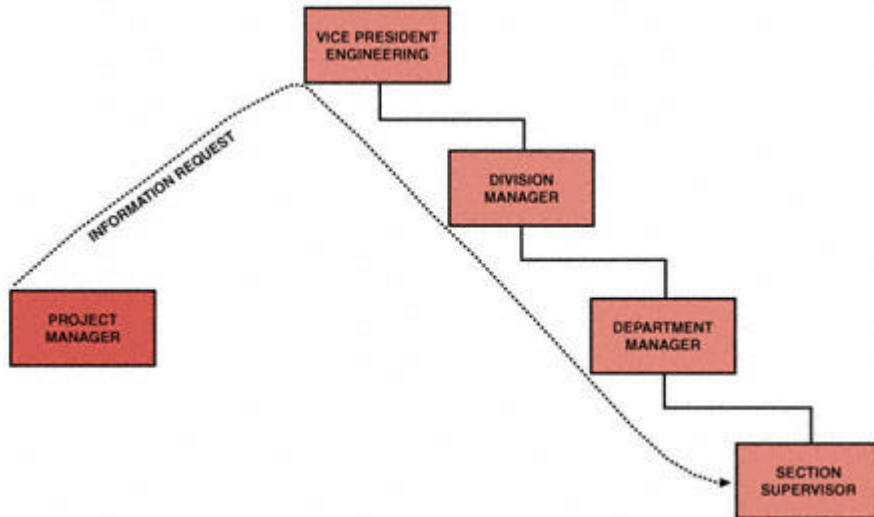 VICE PRESIDENT
ENGINEERING
INFORMATION REQUEST
DIVISION
MANAGER
PROJECT
MANAGER
DEPARTMENT
MANAGER
SECTION
SUPERVISOR